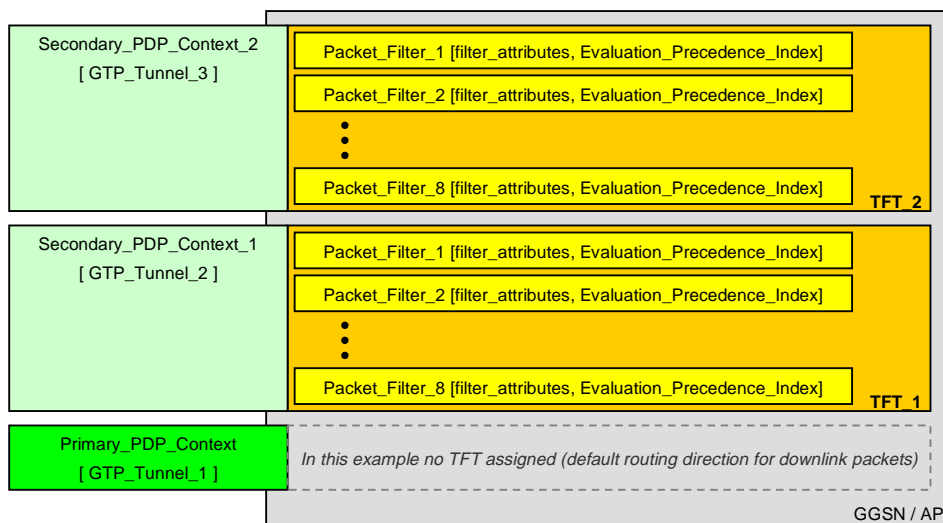 Secondary_PDP_Context_2
[ GTP_Tunnel_3 ]
Packet_Filter_1 [filter_attributes, Evaluation_Precedence_Index]
Packet_Filter_2 [filter_attributes, Evaluation_Precedence_Index]
Packet_Filter_8 [filter_attributes, Evaluation_Precedence_Index]
TFT_2
Secondary_PDP_Context_1
[ GTP_Tunnel_2 ]
Packet_Filter_1 [filter_attributes, Evaluation_Precedence_Index]
Packet_Filter_2 [filter_attributes, Evaluation_Precedence_Index]
Packet_Filter_8 [filter_attributes, Evaluation_Precedence_Index]
TFT_1
Primary_PDP_Context
[ GTP_Tunnel_1 ]
In this example no TFT assigned (default routing direction for downlink packets)
GGSN / AP